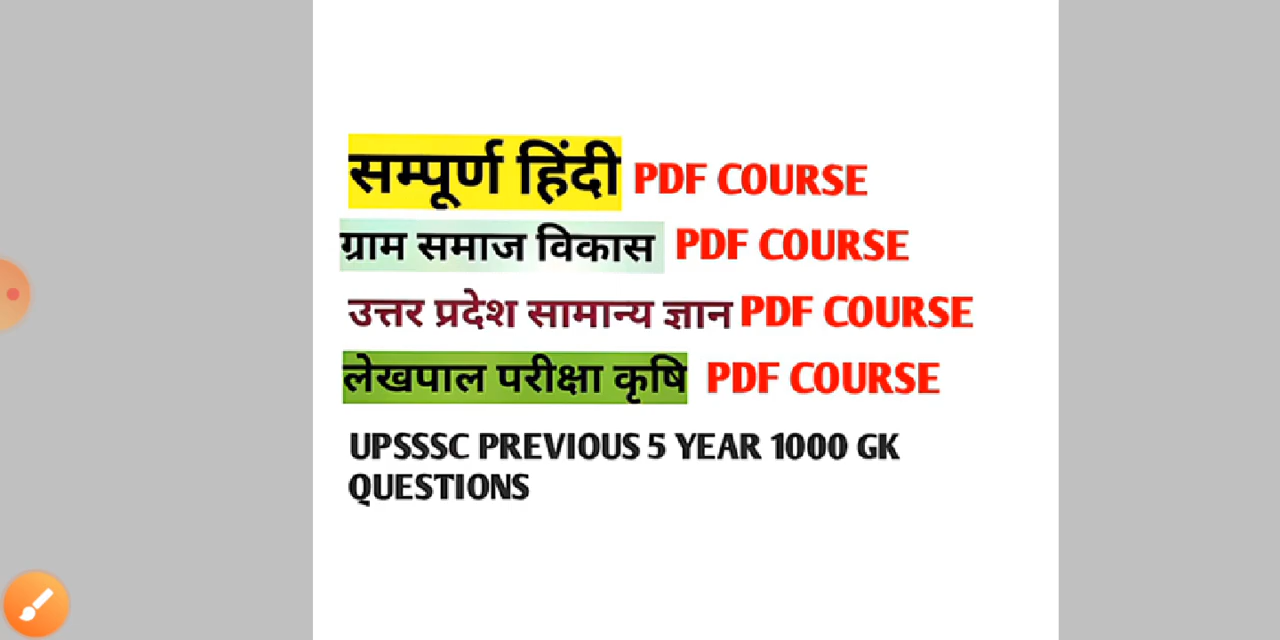 सम्पूर्ण हिंदी PDF COURSE
ग्राम समाज विकास PDF COURSE
उत्तर प्रदेश सामान्य ज्ञान PDF COURSE
लेखपाल परीक्षा कृषि PDF COURSE
UPSSSC PREVIOUS 5 YEAR 1000 GK
QUESTIONS